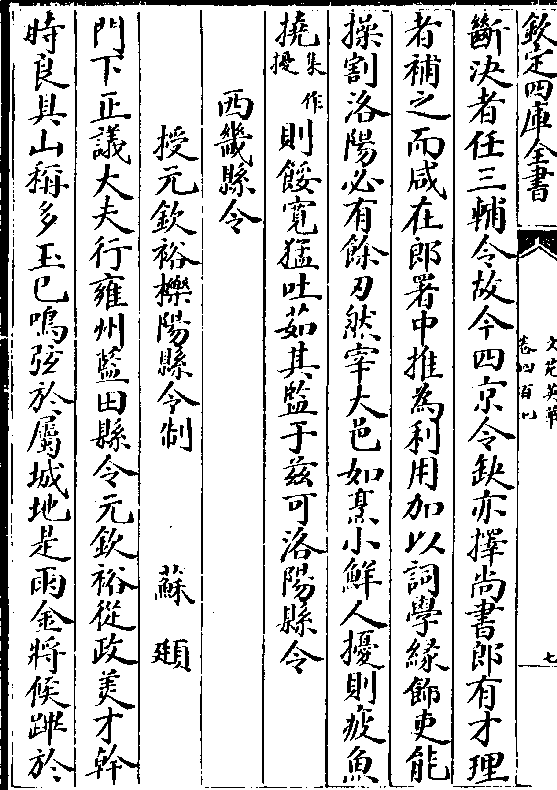 欽定四庫全書
文苑英華
卷四百八
七
斷決者任三輔令故今四京令缺亦擇尚書郎有才理
者補之而咸在郎署中推為利用加以詞學緣飾吏能
操割洛陽必有餘刃然宰大邑如烹小鮮人擾則疲魚
撓集作擾則餒寛猛吐茹其監于兹可洛陽縣令
西畿縣令
授元欽裕櫟陽縣令制 蘇頲
門下正議大夫行雍州藍田縣令元欽裕從政美才幹
時良具山稱多玉已鳴弦於屬城地是雨金將候蹕於